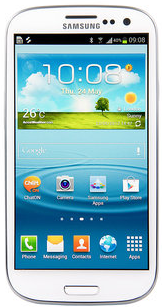 SAMSUNG
48% 09:08
10:08
Thu, 24 May
26°C
Google
ChatON Camera Samsung Apps Play Store
Phone Messaging Contacts Internet Apps